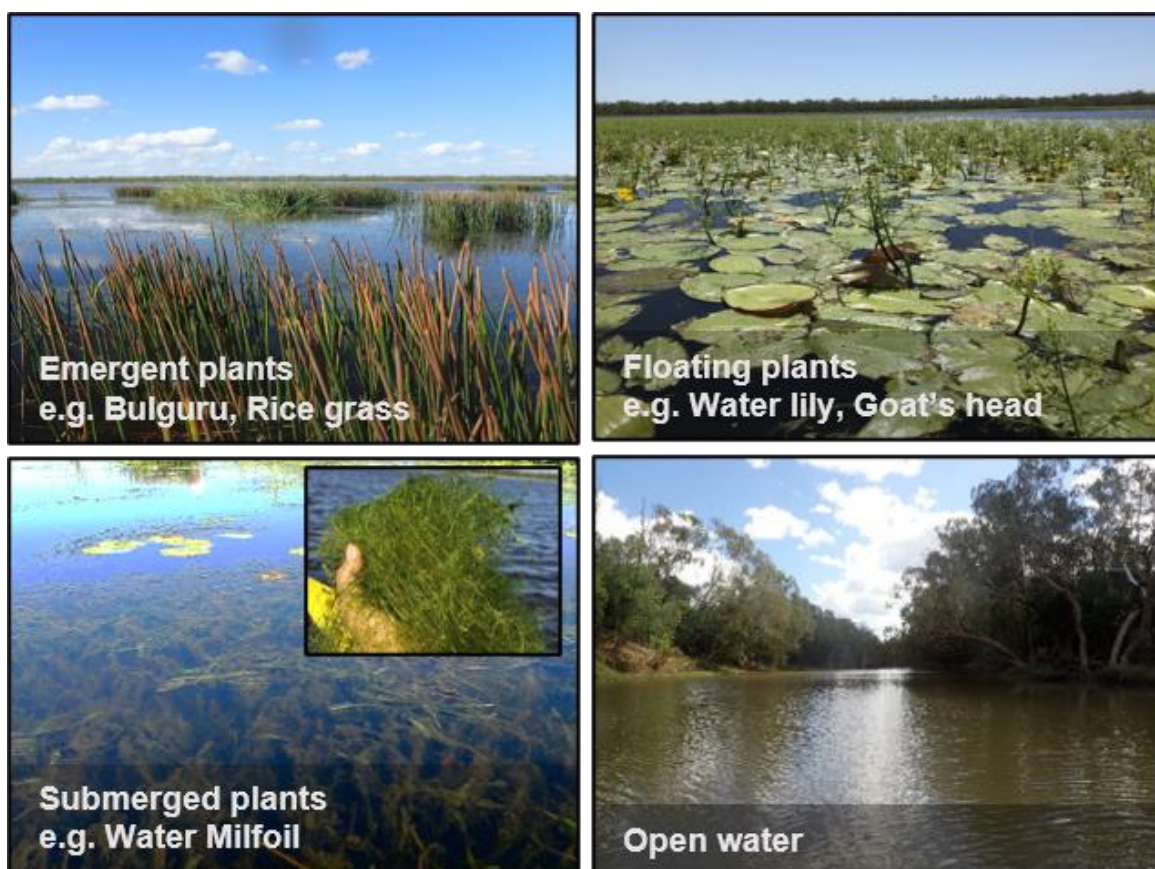 Emergent plants
e.g. Bulguru, Rice grass
Floating plants
e.g. Water lily, Goat's head
Submerged plants
e.g. Water Milfoil
Open water